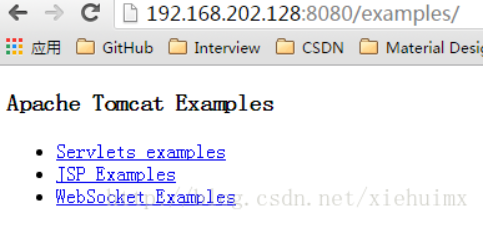 192.168.202.128:8080/examples/
应用 GitHub Interview CSDN Material Desig
Apache Tomcat Examples
Servlets examples
JSP Examples
WebSocket Examples
http://blog.csdn.net/xiehuimx